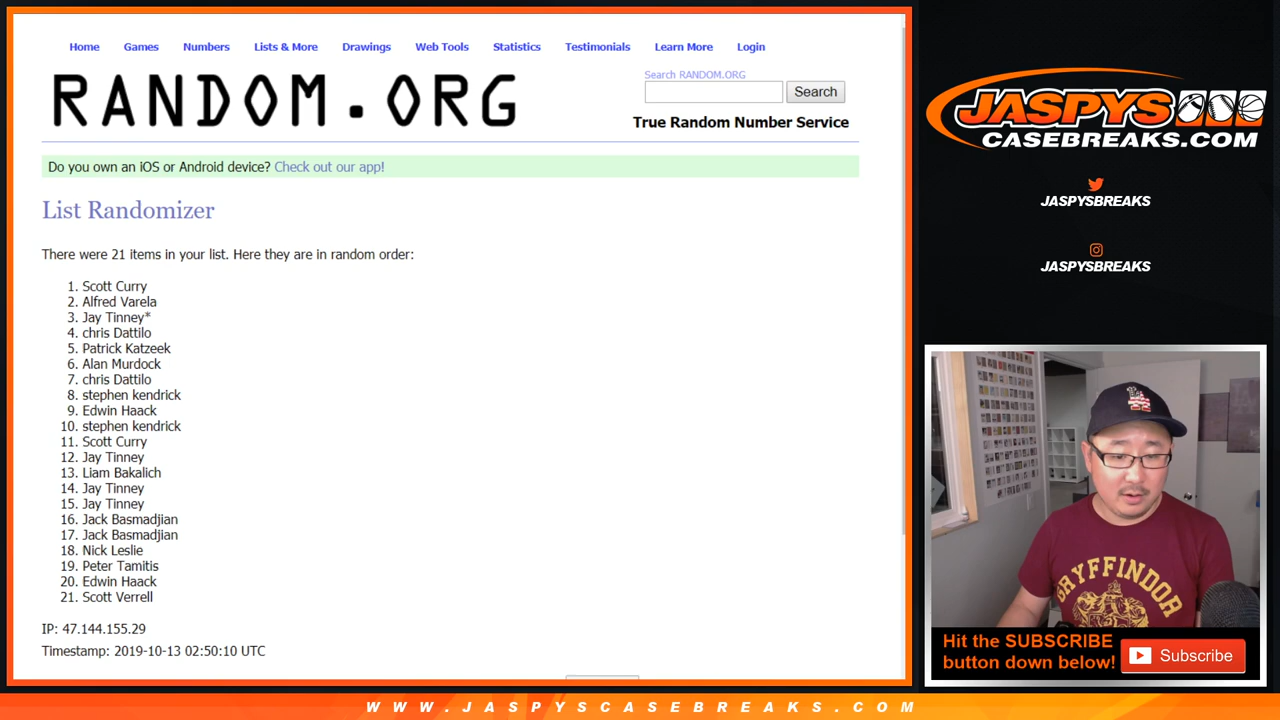 Home Games Numbers Lists & More Drawings Web Tools Statistics Testimonials Learn More Login
RANDOM.ORG
Search RANDOM.ORG
Search
True Random Number Service
Do you own an iOS or Android device? Check out our app!
List Randomizer
There were 21 items in your list. Here they are in random order:
1. Scott Curry
2. Alfred Varela
3. Jay Tinney*
4. chris Dattilo
5. Patrick Katzeek
6. Alan Murdock
7. chris Dattilo
8. stephen kendrick
9. Edwin Haack
10. stephen kendrick
11. Scott Curry
12. Jay Tinney
13. Liam Bakalich
14. Jay Tinney
15. Jay Tinney
16. Jack Basmadjian
17. Jack Basmadjian
18. Nick Leslie
19. Peter Tamitis
20. Edwin Haack
21. Scott Verrell
IP: 47.144.155.29
Timestamp: 2019-10-13 02:50:10 UTC
JASPYS
CASEBREAKS.COM
JASPYSBREAKS
JASPYSBREAKS
GRYFFINDOR
Hit the SUBSCRIBE
button down below!
Subscribe
WWW.JASPYSCASEBREAKS.COM